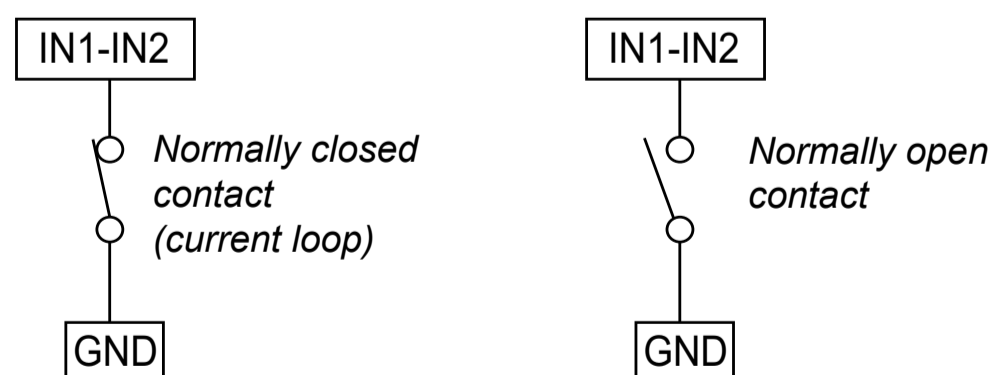 IN1-IN2
Normally closed
contact
(current loop)
GND
IN1-IN2
Normally open
contact
GND